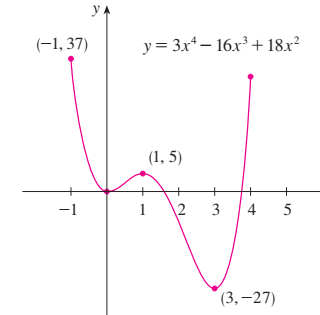 y
(−1, 37)
y = 3x⁴ − 16x³ + 18x²
(1, 5)
−1 1 2 3 4 5
(3, −27)